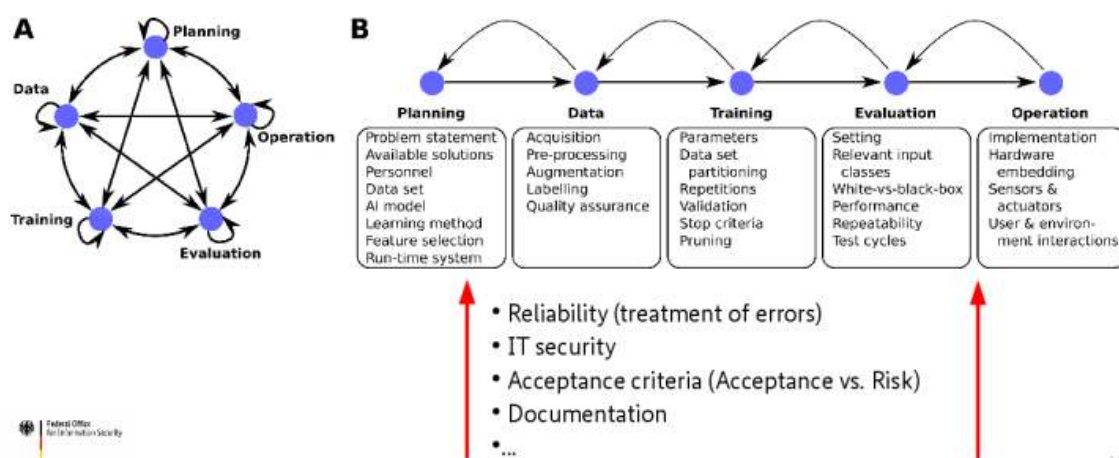 A
Planning
Data
Operation
Training
Evaluation
B
Planning
Problem statement
Available solutions
Personnel
Data set
AI model
Learning method
Feature selection
Run-time system
Data
Acquisition
Pre-processing
Augmentation
Labelling
Quality assurance
Training
Parameters
Data set
partitioning
Repetitions
Validation
Stop criteria
Pruning
Evaluation
Setting
Relevant input
classes
White-vs-black-box
Performance
Repeatability
Test cycles
Operation
Implementation
Hardware
embedding
Sensors &
actuators
User & environ-
ment interactions
• Reliability (treatment of errors)
• IT security
• Acceptance criteria (Acceptance vs. Risk)
• Documentation
•...
Federal Office
for Information Security